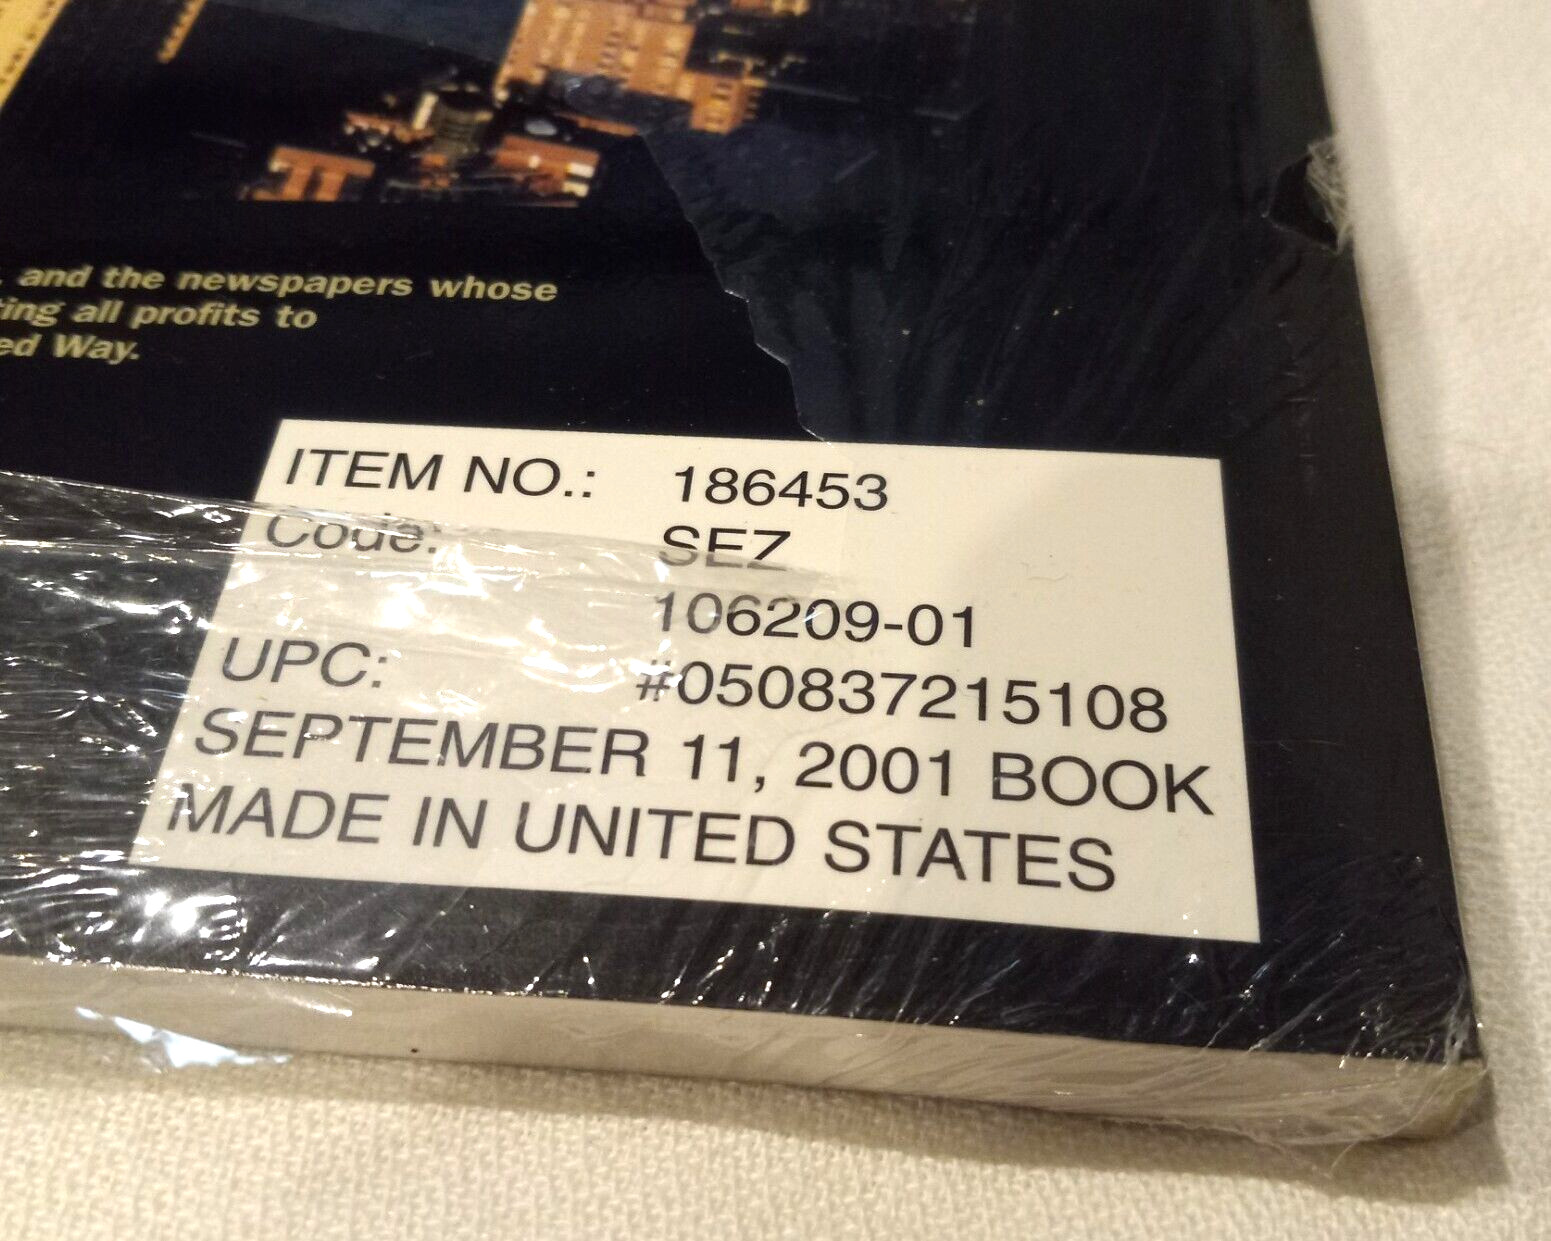 and the newspapers whose
ting all profits to
ed Way.
ITEM NO.: 186453
Code: SEZ
106209-01
UPC: #050837215108
SEPTEMBER 11, 2001 BOOK
MADE IN UNITED STATES